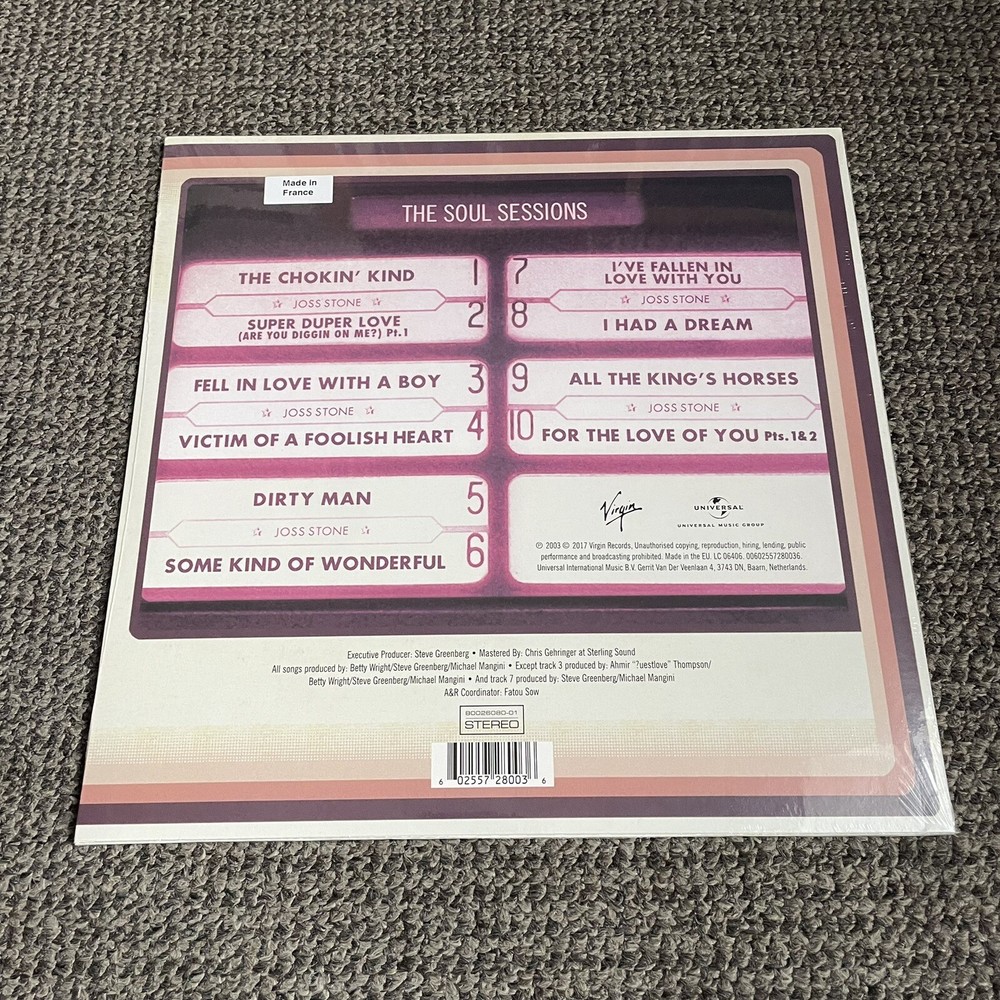 Made in
France
THE SOUL SESSIONS
THE CHOKIN' KIND 1
☆ JOSS STONE ☆
SUPER DUPER LOVE 2
(ARE YOU DIGGIN ON ME?) Pt.1
FELL IN LOVE WITH A BOY 3
☆ JOSS STONE ☆
VICTIM OF A FOOLISH HEART 4
DIRTY MAN 5
☆ JOSS STONE ☆
SOME KIND OF WONDERFUL 6
7 I'VE FALLEN IN
LOVE WITH YOU
☆ JOSS STONE ☆
8 I HAD A DREAM
9 ALL THE KING'S HORSES
☆ JOSS STONE ☆
10 FOR THE LOVE OF YOU Pts. 1&2
Virgin
UNIVERSAL
UNIVERSAL MUSIC GROUP
℗ 2003 © 2017 Virgin Records, Unauthorised copying, reproduction, hiring, lending, public
performance and broadcasting prohibited. Made in the EU. LC 06406. 00602557280036.
Universal International Music B.V. Gerrit Van Der Veenlaan 4, 3743 DN, Baarn, Netherlands.
Executive Producer: Steve Greenberg • Mastered By: Chris Gehringer at Sterling Sound
All songs produced by: Betty Wright/Steve Greenberg/Michael Mangini • Except track 3 produced by: Ahmir "?uestlove" Thompson/
Betty Wright/Steve Greenberg/Michael Mangini • And track 7 produced by: Steve Greenberg/Michael Mangini
A&R Coordinator: Fatou Sow
B0026080-01
STEREO
6 02557 28003 6